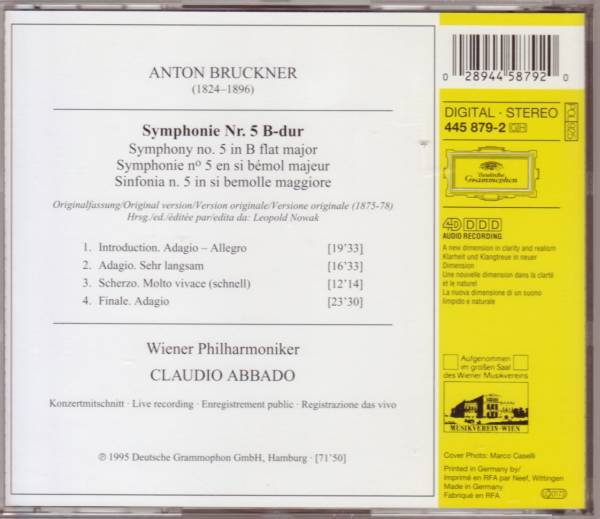 ANTON BRUCKNER
(1824–1896)
Symphonie Nr. 5 B-dur
Symphony no. 5 in B flat major
Symphonie nº 5 en si bémol majeur
Sinfonia n. 5 in si bemolle maggiore
Originalfassung/Original version/Version originale/Versione originale (1875-78)
Hrsg./ed./éditée par/edita da: Leopold Nowak
1. Introduction. Adagio – Allegro [19'33]
2. Adagio. Sehr langsam [16'33]
3. Scherzo. Molto vivace (schnell) [12'14]
4. Finale. Adagio [23'30]
Wiener Philharmoniker
CLAUDIO ABBADO
Konzertmitschnitt · Live recording · Enregistrement public · Registrazione das vivo
℗ 1995 Deutsche Grammophon GmbH, Hamburg · [71'50]
0 28944 58792 0
DIGITAL · STEREO
445 879-2 GH
Deutsche
Grammophon
4D DDD
AUDIO RECORDING
A new dimension in clarity and realism
Klarheit und Klangtreue in neuer
Dimension
Une nouvelle dimension dans la clarté
et le naturel
La nuova dimensione di un suono
limpido e naturale
Aufgenommen
im großen Saal
des Wiener Musikvereins
MUSIKVEREIN·WIEN
Cover Photo: Marco Caselli
Printed in Germany by/
Imprimé en RFA par Neef, Wittingen
Made in Germany
Fabriqué en RFA